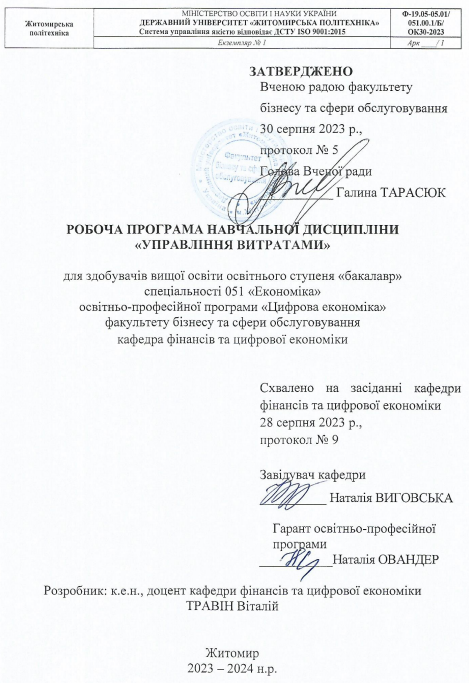 Житомирська
політехніка
МІНІСТЕРСТВО ОСВІТИ І НАУКИ УКРАЇНИ
ДЕРЖАВНИЙ УНІВЕРСИТЕТ «ЖИТОМИРСЬКА ПОЛІТЕХНІКА»
Система управління якістю відповідає ДСТУ ISO 9001:2015
Ф-19.05-05.01/
051.00.1/Б/
ОК30-2023
Екземпляр № 1
Арк ____/ 1
ЗАТВЕРДЖЕНО
Вченою радою факультету
бізнесу та сфери обслуговування
30 серпня 2023 р.,
протокол № 5
Голова Вченої ради
Галина ТАРАСЮК
РОБОЧА ПРОГРАМА НАВЧАЛЬНОЇ ДИСЦИПЛІНИ
«УПРАВЛІННЯ ВИТРАТАМИ»
для здобувачів вищої освіти освітнього ступеня «бакалавр»
спеціальності 051 «Економіка»
освітньо-професійної програми «Цифрова економіка»
факультету бізнесу та сфери обслуговування
кафедра фінансів та цифрової економіки
Схвалено на засіданні кафедри
фінансів та цифрової економіки
28 серпня 2023 р.,
протокол № 9
Завідувач кафедри
Наталія ВИГОВСЬКА
Гарант освітньо-професійної
програми
Наталія ОВАНДЕР
Розробник: к.е.н., доцент кафедри фінансів та цифрової економіки
ТРАВІН Віталій
Житомир
2023 – 2024 н.р.